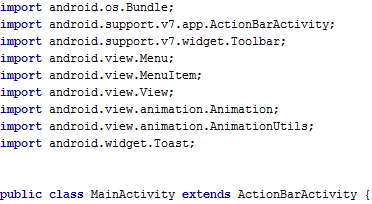 import android.os.Bundle;
import android.support.v7.app.ActionBarActivity;
import android.support.v7.widget.Toolbar;
import android.view.Menu;
import android.view.MenuItem;
import android.view.View;
import android.view.animation.Animation;
import android.view.animation.AnimationUtils;
import android.widget.Toast;
public class MainActivity extends ActionBarActivity {